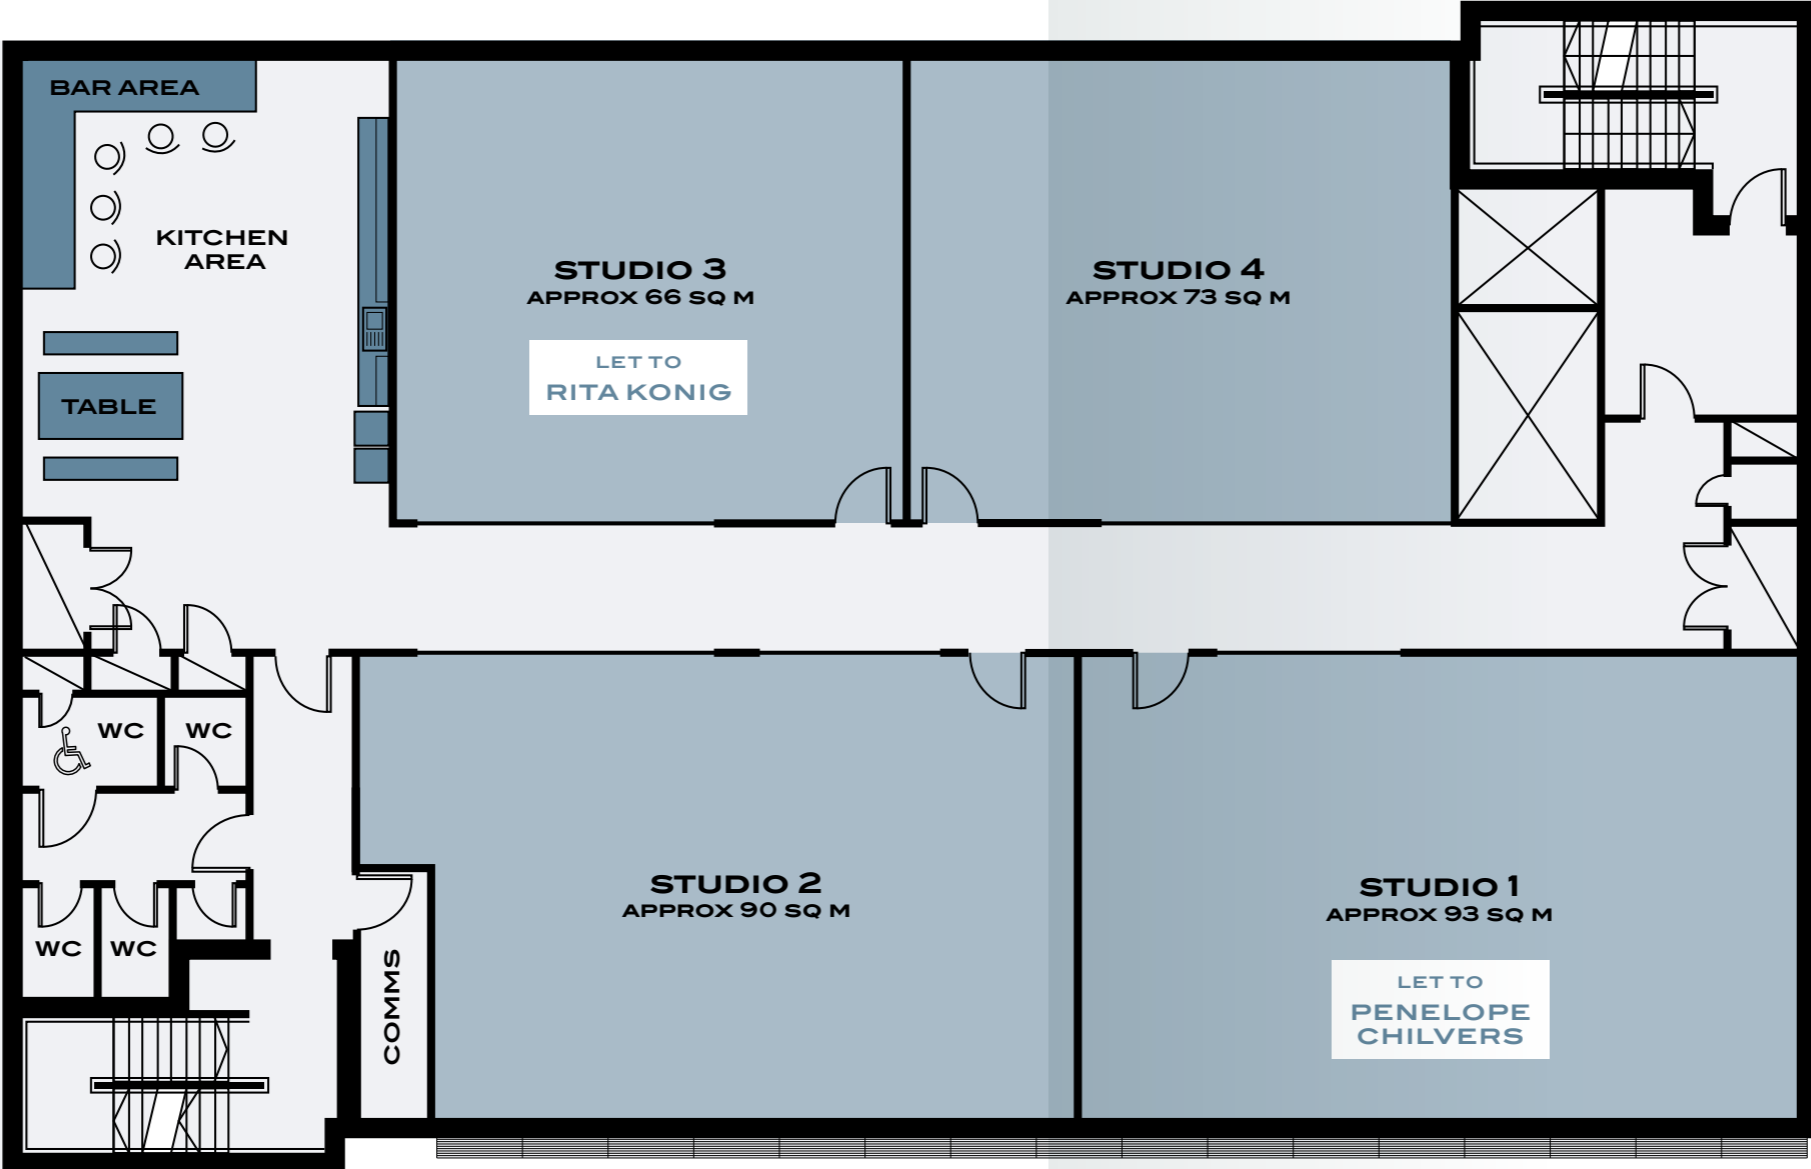 BAR AREA
KITCHEN
AREA
TABLE
STUDIO 3
APPROX 66 SQ M
LET TO
RITA KONIG
STUDIO 4
APPROX 73 SQ M
WC
WC
WC
WC
COMMS
STUDIO 2
APPROX 90 SQ M
STUDIO 1
APPROX 93 SQ M
LET TO
PENELOPE
CHILVERS